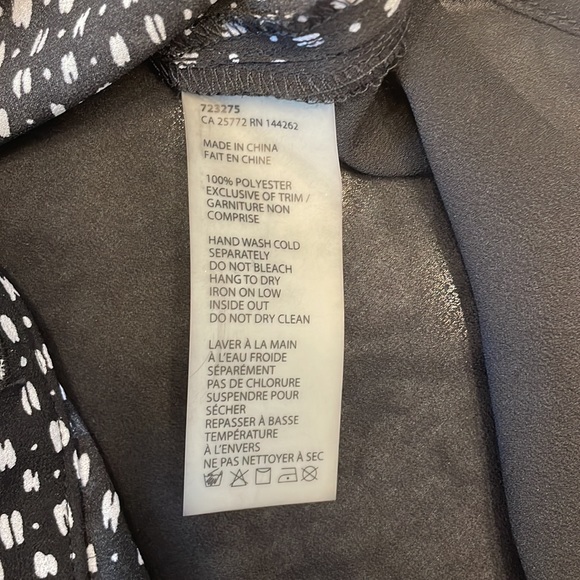 723275
CA 25772 RN 144262
MADE IN CHINA
FAIT EN CHINE
100% POLYESTER
EXCLUSIVE OF TRIM /
GARNITURE NON
COMPRISE
HAND WASH COLD
SEPARATELY
DO NOT BLEACH
HANG TO DRY
IRON ON LOW
INSIDE OUT
DO NOT DRY CLEAN
LAVER À LA MAIN
À L'EAU FROIDE
SÉPARÉMENT
PAS DE CHLORURE
SUSPENDRE POUR
SÉCHER
REPASSER À BASSE
TEMPÉRATURE
À L'ENVERS
NE PAS NETTOYER À SEC